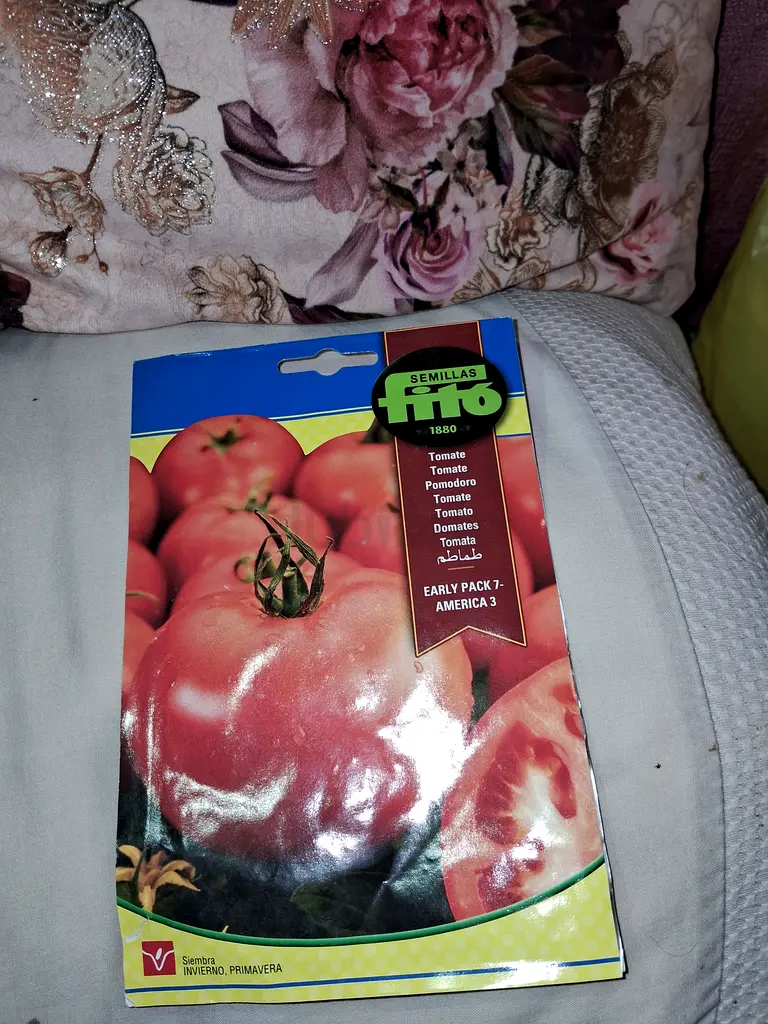 SEMILLAS
fitó
1880
Tomate
Tomate
Pomodoro
Tomate
Tomato
Domates
Tomata
طماطم
EARLY PACK 7-
AMERICA 3
Siembra
INVIERNO, PRIMAVERA